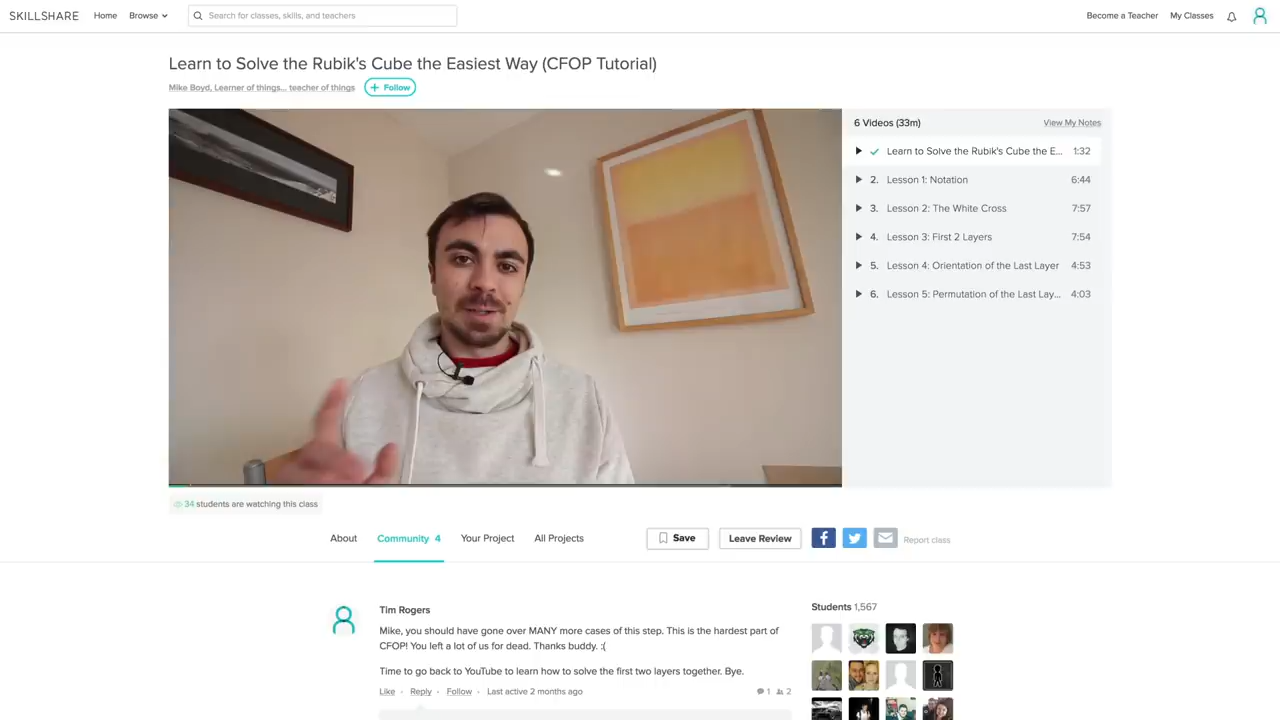 SKILLSHARE Home Browse Search for classes, skills, and teachers Become a Teacher My Classes
Learn to Solve the Rubik's Cube the Easiest Way (CFOP Tutorial)
Mike Boyd, Learner of things... teacher of things + Follow
6 Videos (33m) View My Notes
Learn to Solve the Rubik's Cube the E... 1:32
2. Lesson 1: Notation 6:44
3. Lesson 2: The White Cross 7:57
4. Lesson 3: First 2 Layers 7:54
5. Lesson 4: Orientation of the Last Layer 4:53
6. Lesson 5: Permutation of the Last Lay... 4:03
34 students are watching this class
About Community 4 Your Project All Projects Save Leave Review Report class
Tim Rogers
Mike, you should have gone over MANY more cases of this step. This is the hardest part of
CFOP! You left a lot of us for dead. Thanks buddy. :(
Time to go back to YouTube to learn how to solve the first two layers together. Bye.
Like · Reply · Follow · Last active 2 months ago 1 2
Students 1,567